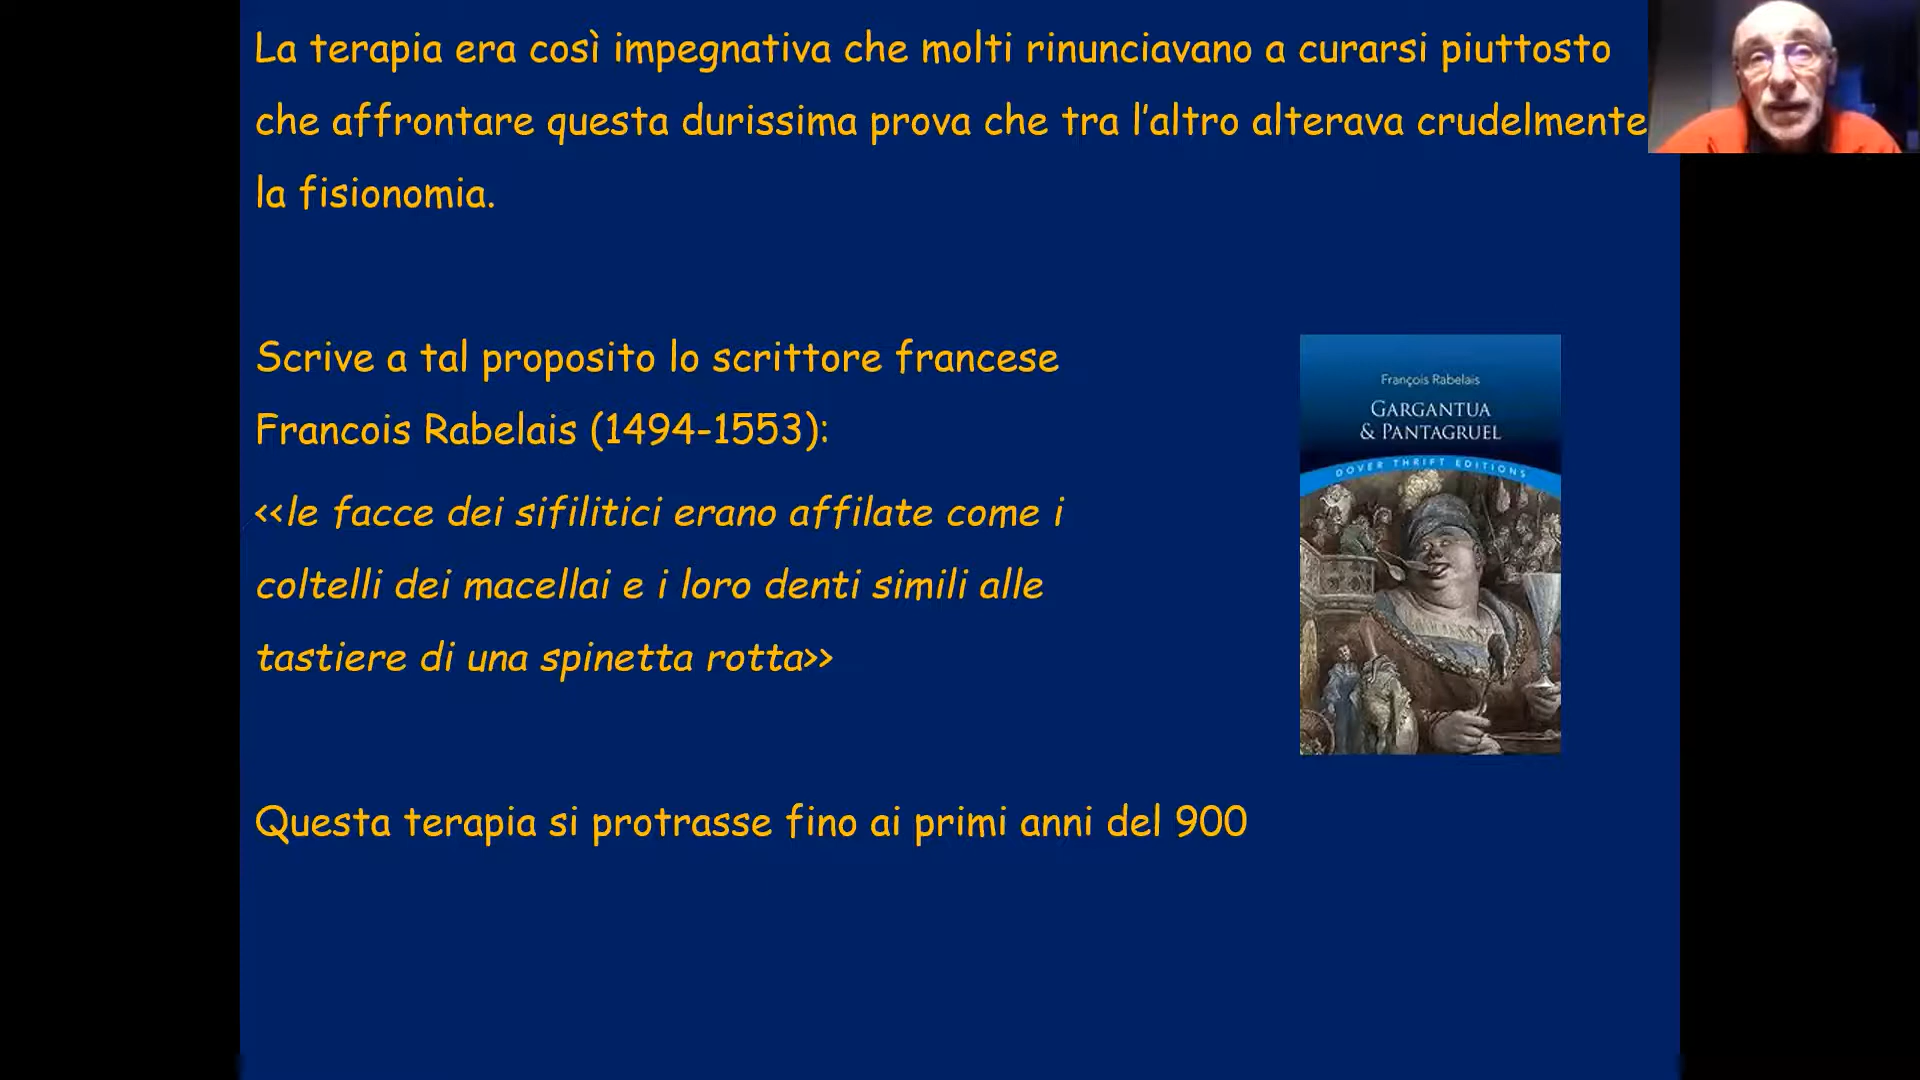 La terapia era così impegnativa che molti rinunciavano a curarsi piuttosto
che affrontare questa durissima prova che tra l'altro alterava crudelmente
la fisionomia.
Scrive a tal proposito lo scrittore francese
Francois Rabelais (1494-1553):
<<le facce dei sifilitici erano affilate come i
coltelli dei macellai e i loro denti simili alle
tastiere di una spinetta rotta>>
François Rabelais
GARGANTUA
& PANTAGRUEL
DOVER THRIFT EDITIONS
Questa terapia si protrasse fino ai primi anni del 900